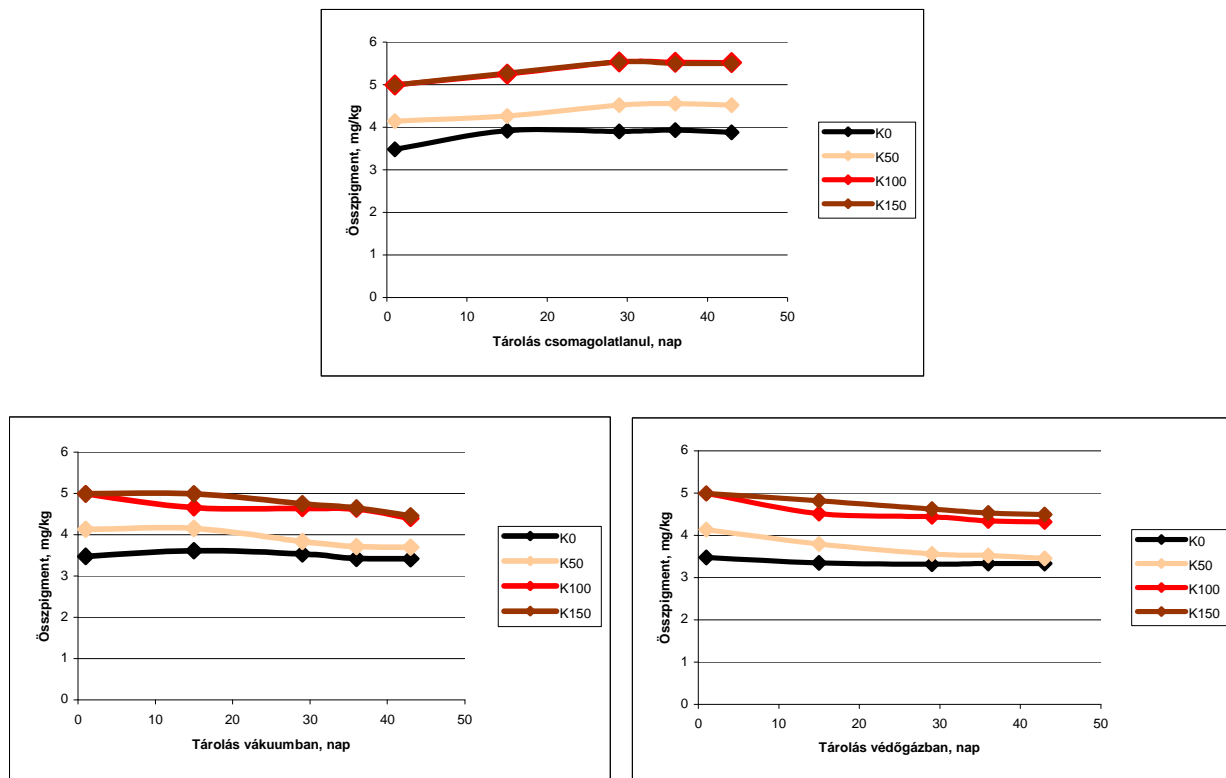 6
5
4
3
2
1
0
Összpigment, mg/kg
0 10 20 30 40 50
Tárolás csomagolatlanul, nap
K0
K50
K100
K150
6
5
4
3
2
1
0
Összpigment, mg/kg
0 10 20 30 40 50
Tárolás vákuumban, nap
K0
K50
K100
K150
6
5
4
3
2
1
0
Összpigment, mg/kg
0 10 20 30 40 50
Tárolás védőgázban, nap
K0
K50
K100
K150